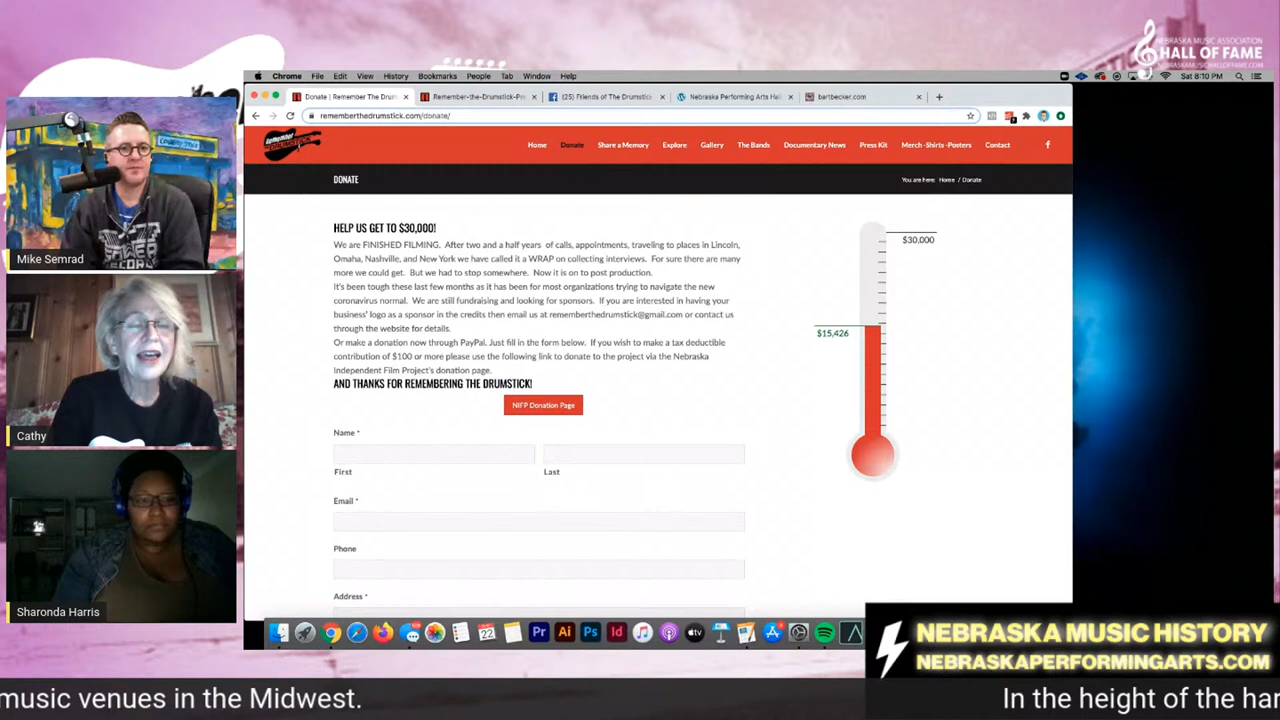 NEBRASKA MUSIC ASSOCIATION
HALL OF FAME
NEBRASKAMUSICHALLOFFAME.COM
Chrome File Edit View History Bookmarks People Tab Window Help
Sat 8:10 PM
Donate | Remember The Drum
Remember-the-Drumstick-Pr
(25) Friends of The Drumstick
Nebraska Performing Arts Hal
bartbecker.com
rememberthedrumstick.com/donate/
Remember
DRUMSTICK
Home Donate Share a Memory Explore Gallery The Bands Documentary News Press Kit Merch -Shirts -Posters Contact
DONATE
You are here: Home / Donate
HELP US GET TO $30,000!
We are FINISHED FILMING. After two and a half years of calls, appointments, traveling to places in Lincoln,
Omaha, Nashville, and New York we have called it a WRAP on collecting interviews. For sure there are many
more we could get. But we had to stop somewhere. Now it is on to post production.
It's been tough these last few months as it has been for most organizations trying to navigate the new
coronavirus normal. We are still fundraising and looking for sponsors. If you are interested in having your
business' logo as a sponsor in the credits then email us at rememberthedrumstick@gmail.com or contact us
through the website for details.
Or make a donation now through PayPal. Just fill in the form below. If you wish to make a tax deductible
contribution of $100 or more please use the following link to donate to the project via the Nebraska
Independent Film Project's donation page.
AND THANKS FOR REMEMBERING THE DRUMSTICK!
NIFP Donation Page
Name *
First Last
Email *
Phone
Address *
$30,000
$15,426
Mike Semrad
Cathy
Sharonda Harris
NEBRASKA MUSIC HISTORY
NEBRASKAPERFORMINGARTS.COM
music venues in the Midwest.
In the height of the har